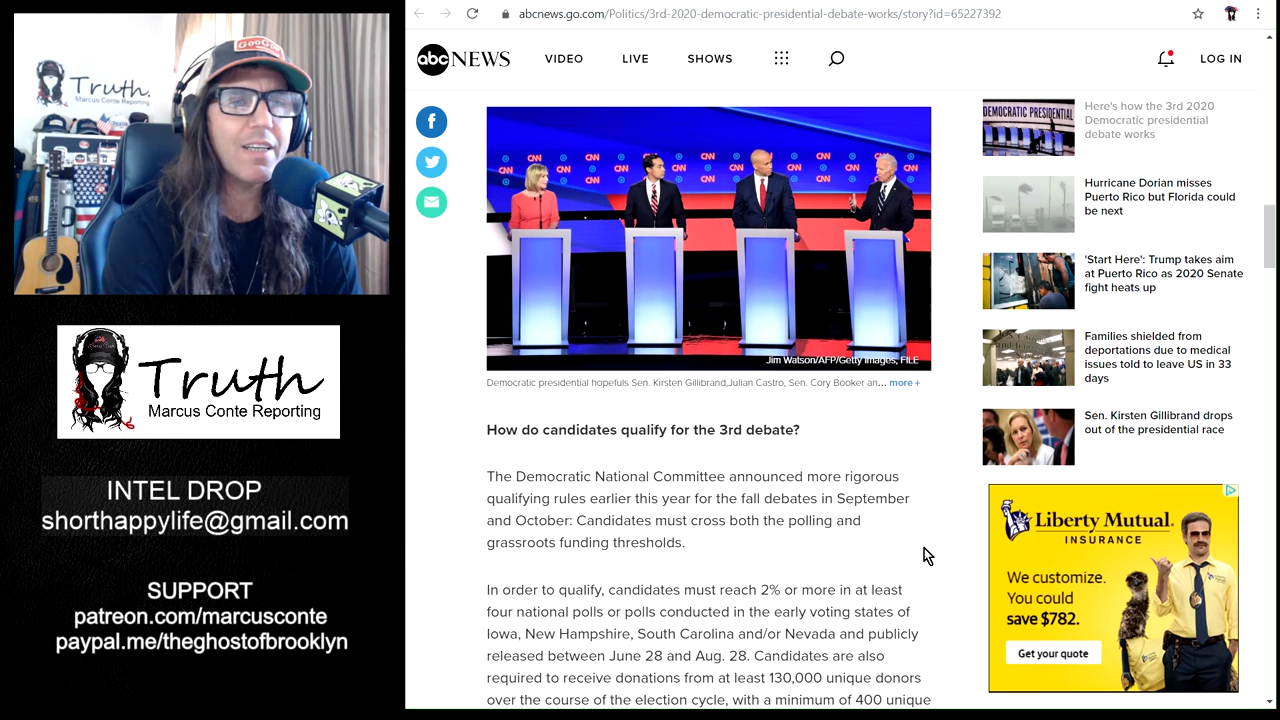 Truth.
Marcus Conte Reporting
Truth
Marcus Conte Reporting
INTEL DROP
shorthappylife@gmail.com
SUPPORT
patreon.com/marcusconte
paypal.me/theghostofbrooklyn
abcnews.go.com/Politics/3rd-2020-democratic-presidential-debate-works/story?id=65227392
abc NEWS
VIDEO
LIVE
SHOWS
LOG IN
CNN CNN CNN CNN CNN
Jim Watson/AFP/Getty Images, FILE
Democratic presidential hopefuls Sen. Kirsten Gillibrand,Julian Castro, Sen. Cory Booker an... more +
How do candidates qualify for the 3rd debate?
The Democratic National Committee announced more rigorous
qualifying rules earlier this year for the fall debates in September
and October: Candidates must cross both the polling and
grassroots funding thresholds.
In order to qualify, candidates must reach 2% or more in at least
four national polls or polls conducted in the early voting states of
Iowa, New Hampshire, South Carolina and/or Nevada and publicly
released between June 28 and Aug. 28. Candidates are also
required to receive donations from at least 130,000 unique donors
over the course of the election cycle, with a minimum of 400 unique
DEMOCRATIC PRESIDENTIAL
Here's how the 3rd 2020
Democratic presidential
debate works
Hurricane Dorian misses
Puerto Rico but Florida could
be next
'Start Here': Trump takes aim
at Puerto Rico as 2020 Senate
fight heats up
Families shielded from
deportations due to medical
issues told to leave US in 33
days
Sen. Kirsten Gillibrand drops
out of the presidential race
Liberty Mutual.
INSURANCE
We customize.
You could
save $782.
Get your quote